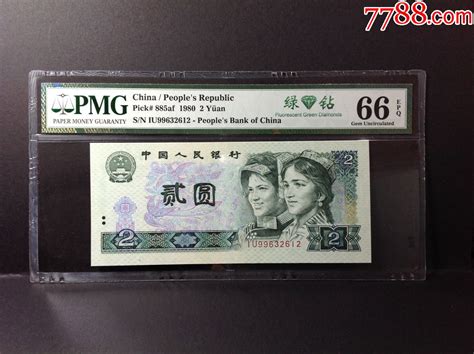 7788.com
PMG
PAPER MONEY GUARANTY
China / People's Republic
Pick# 885af 1980 2 Yüan
S/N IU99632612 - People's Bank of China
绿钻
Fluorescent Green Diamonds
66 EPQ
Gem Uncirculated
中国人民银行
贰圆
2
2
2
IU99632612